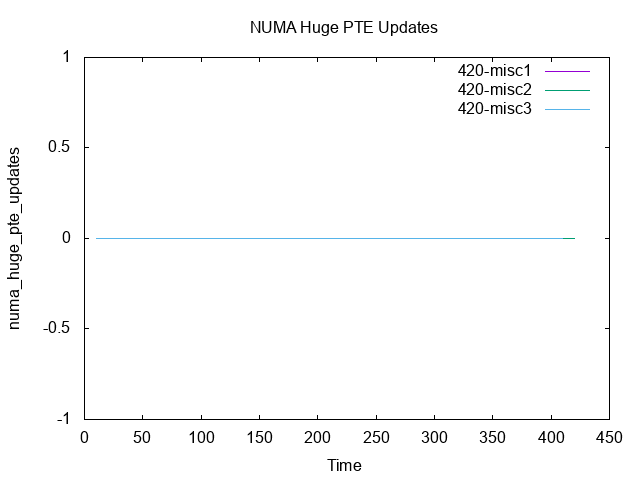 NUMA Huge PTE Updates
420-misc1
420-misc2
420-misc3
numa_huge_pte_updates
1
0.5
0
-0.5
-1
0 50 100 150 200 250 300 350 400 450
Time